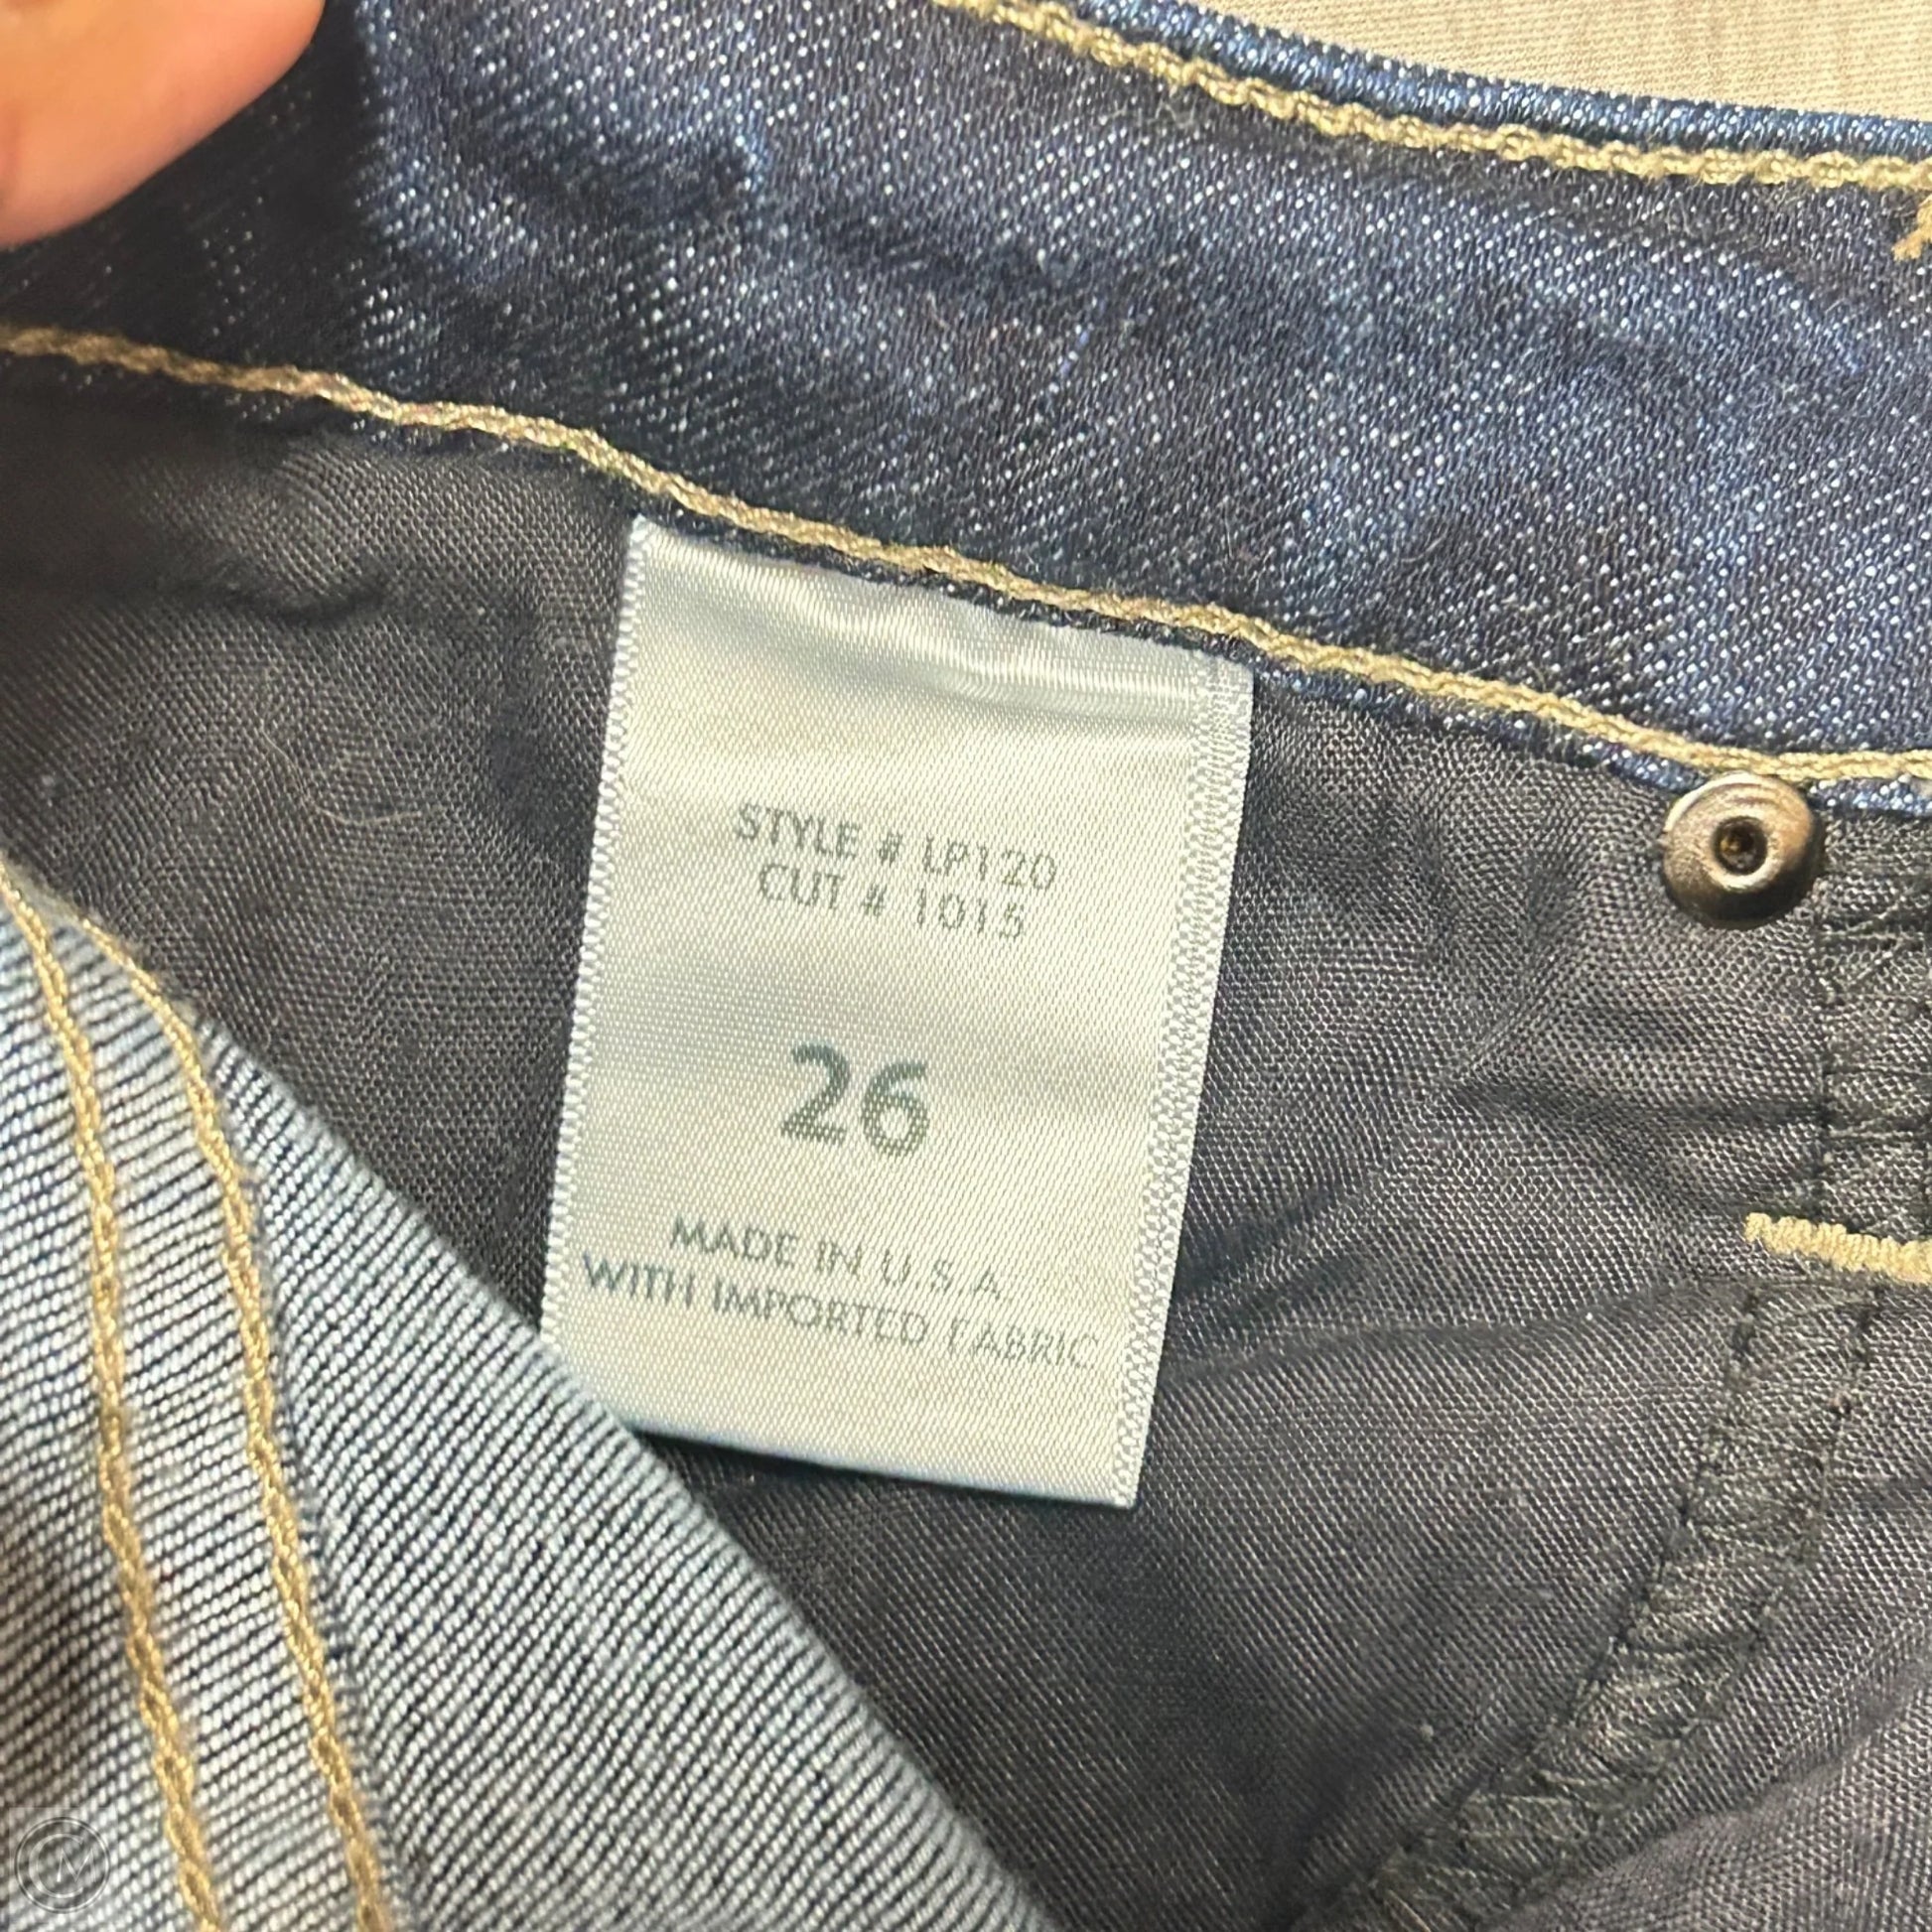 STYLE # LP120
CUT # 1015
26
MADE IN U.S.A
WITH IMPORTED FABRIC